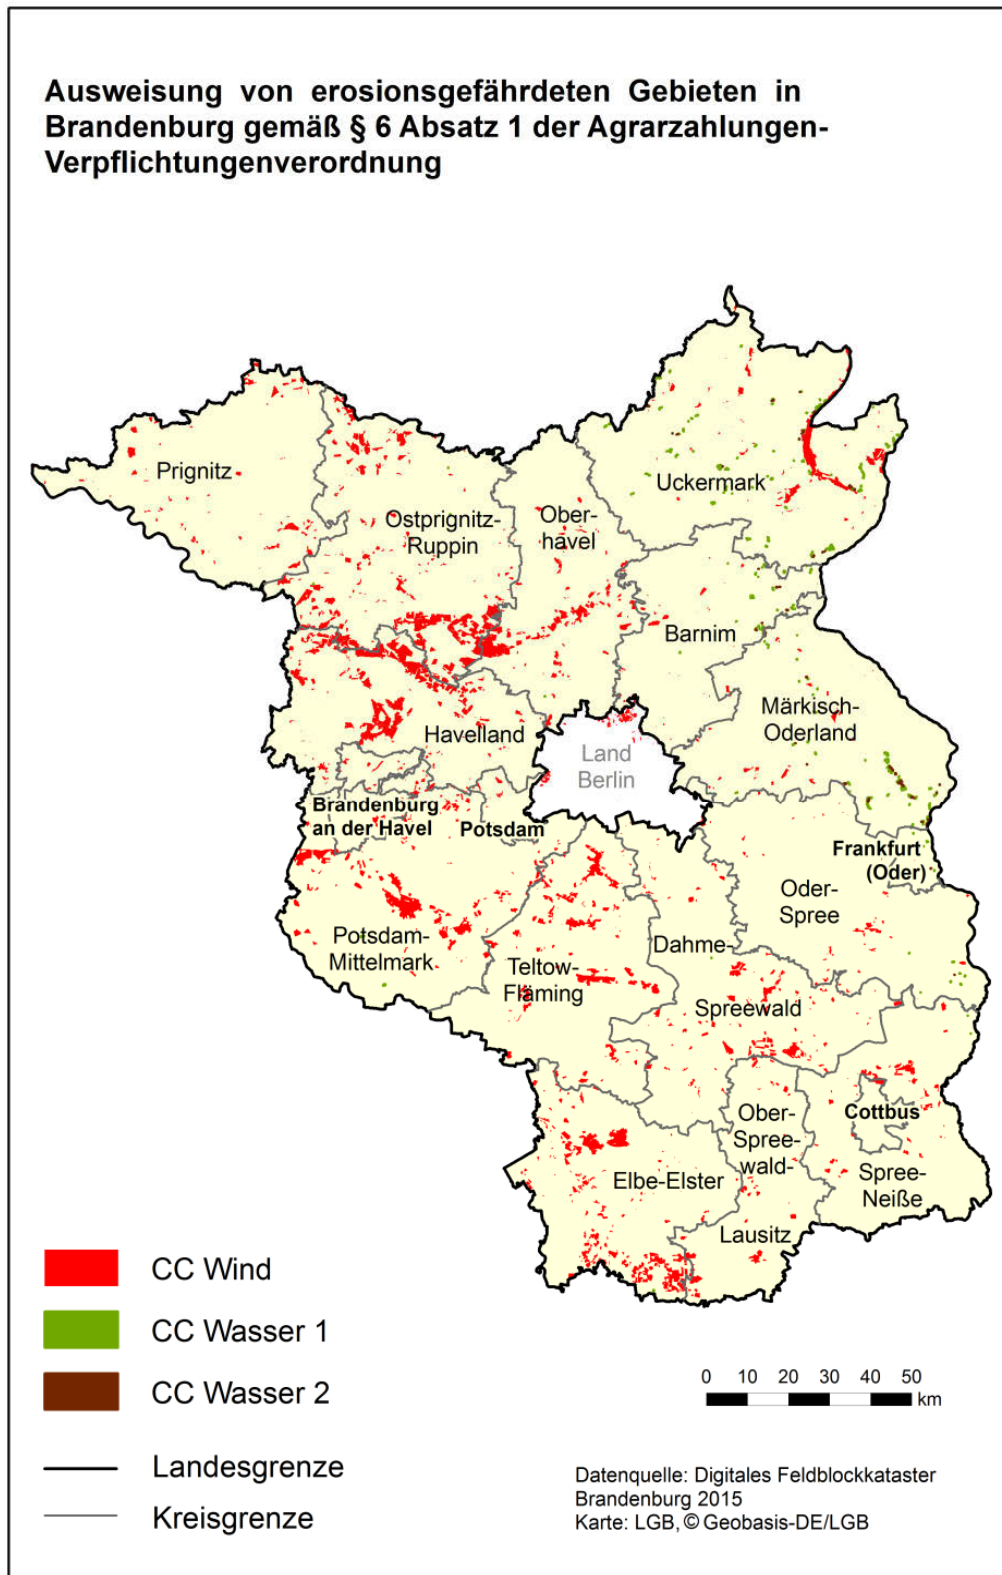 Ausweisung von erosionsgefährdeten Gebieten in
Brandenburg gemäß § 6 Absatz 1 der Agrarzahlungen-
Verpflichtungenverordnung
Prignitz
Ostprignitz-
Ruppin
Ober-
havel
Uckermark
Barnim
Märkisch-
Oderland
Havelland
Land
Berlin
Brandenburg
an der Havel
Potsdam
Frankfurt
(Oder)
Oder-
Spree
Potsdam-
Mittelmark
Teltow-
Fläming
Dahme-
Spreewald
Ober-
Spree-
wald-
Lausitz
Cottbus
Spree-
Neiße
Elbe-Elster
CC Wind
CC Wasser 1
CC Wasser 2
Landesgrenze
Kreisgrenze
0 10 20 30 40 50
km
Datenquelle: Digitales Feldblockkataster
Brandenburg 2015
Karte: LGB, © Geobasis-DE/LGB